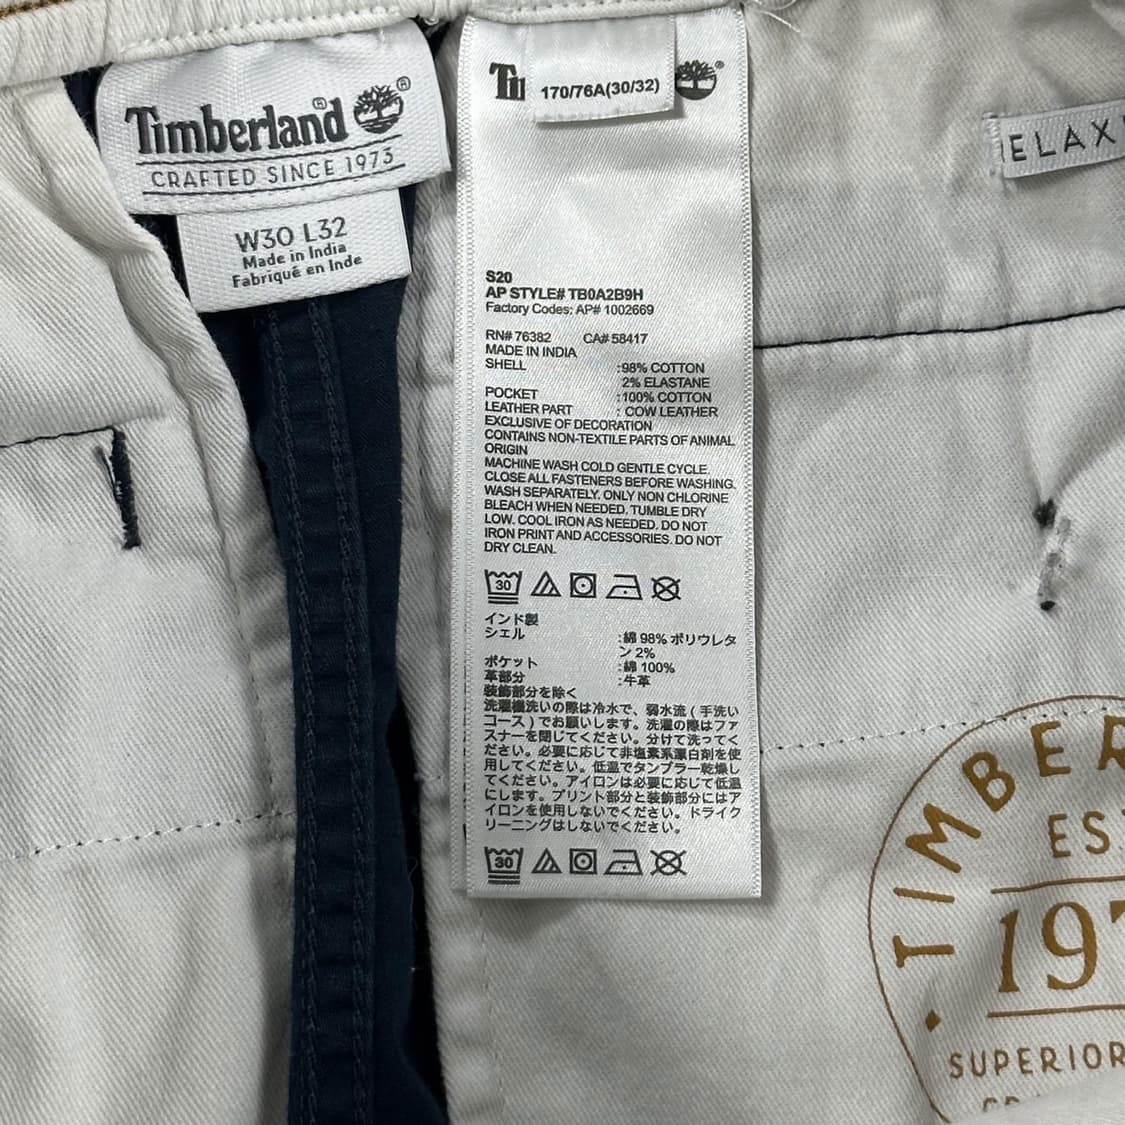 Timberland®
CRAFTED SINCE 1973
W30 L32
Made in India
Fabriqué en Inde
170/76A(30/32)
S20
AP STYLE# TB0A2B9H
Factory Codes: AP# 1002669
RN# 76382 CA# 58417
MADE IN INDIA
SHELL :98% COTTON
2% ELASTANE
POCKET :100% COTTON
LEATHER PART : COW LEATHER
EXCLUSIVE OF DECORATION
CONTAINS NON-TEXTILE PARTS OF ANIMAL
ORIGIN
MACHINE WASH COLD GENTLE CYCLE.
CLOSE ALL FASTENERS BEFORE WASHING.
WASH SEPARATELY. ONLY NON CHLORINE
BLEACH WHEN NEEDED. TUMBLE DRY
LOW. COOL IRON AS NEEDED. DO NOT
IRON PRINT AND ACCESSORIES. DO NOT
DRY CLEAN.
30
インド製
シェル :綿 98% ポリウレタ
ン 2%
ポケット :綿 100%
革部分 :牛革
装飾部分を除く
洗濯機洗いの際は冷水で、弱水流 ( 手洗い
コース ) でお願いします。洗濯の際はファ
スナーを閉じてください。分けて洗ってく
ださい。必要に応じて非塩素系漂白剤を使
用してください。低温でタンブラー乾燥し
てください。アイロンは必要に応じて低温
にします。プリント部分と装飾部分にはア
イロンを使用しないでください。ドライク
リーニングはしないでください。
30
ELAX
TIMBER
ES
197
SUPERIOR